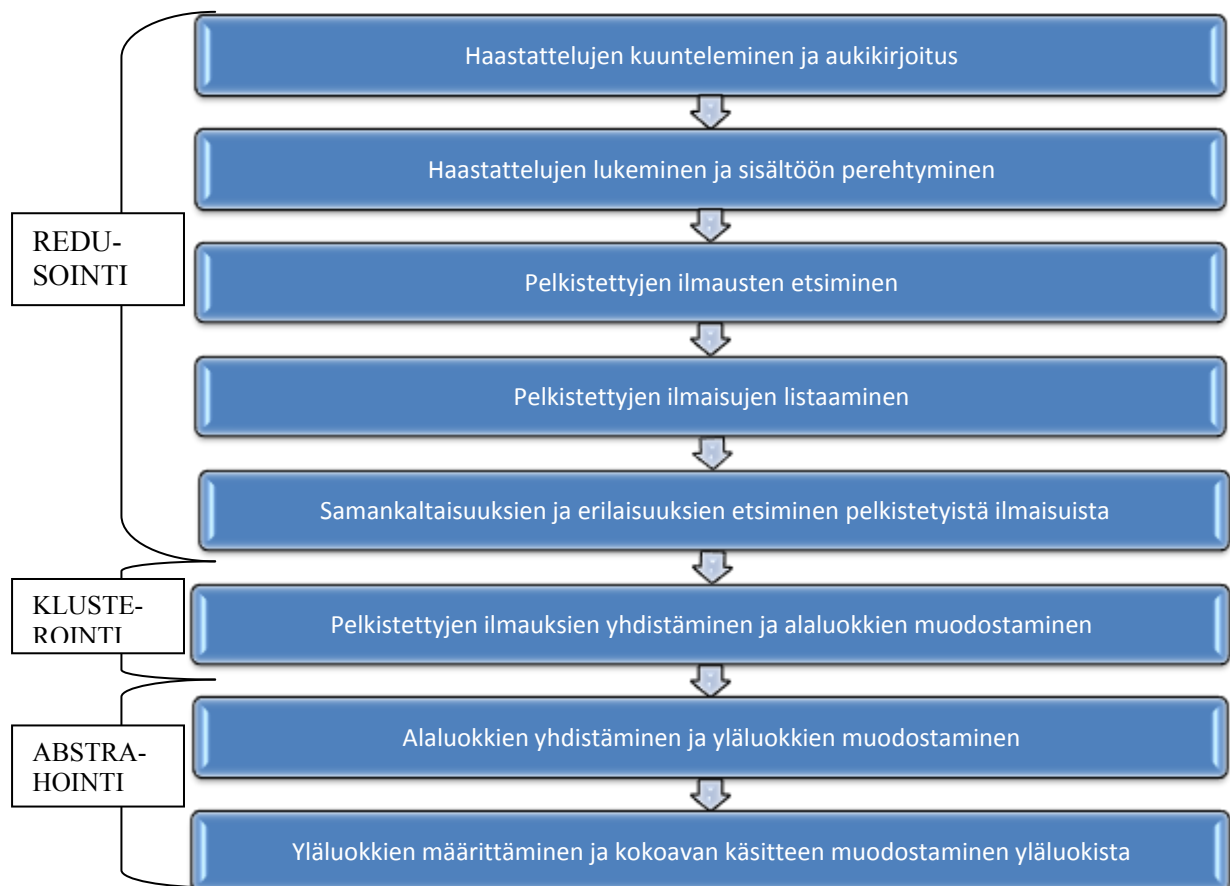 Haastattelujen kuunteleminen ja aukikirjoitus
Haastattelujen lukeminen ja sisältöön perehtyminen
REDU-
SOINTI
Pelkistettyjen ilmausten etsiminen
Pelkistettyjen ilmaisujen listaaminen
Samankaltaisuuksien ja erilaisuuksien etsiminen pelkistetyistä ilmaisuista
KLUSTE-
ROINTI
Pelkistettyjen ilmauksien yhdistäminen ja alaluokkien muodostaminen
ABSTRA-
HOINTI
Alaluokkien yhdistäminen ja yläluokkien muodostaminen
Yläluokkien määrittäminen ja kokoavan käsitteen muodostaminen yläluokista